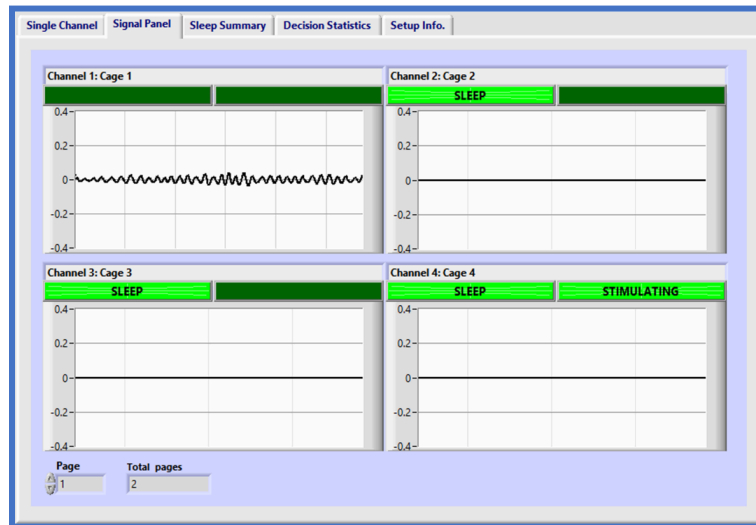 Single Channel Signal Panel Sleep Summary Decision Statistics Setup Info.
Channel 1: Cage 1
0.4
0.2
0
-0.2
-0.4
Channel 2: Cage 2
SLEEP
0.4
0.2
0
-0.2
-0.4
Channel 3: Cage 3
SLEEP
0.4
0.2
0
-0.2
-0.4
Channel 4: Cage 4
SLEEP STIMULATING
0.4
0.2
0
-0.2
-0.4
Page Total pages
1 2